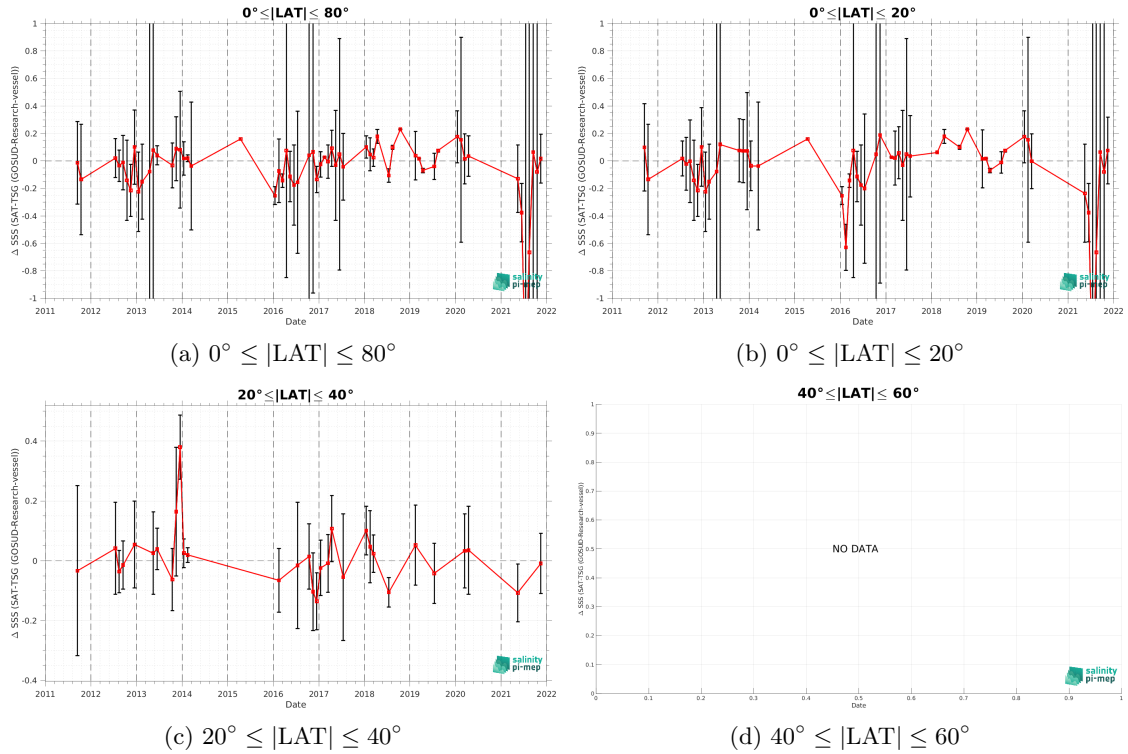 0°≤|LAT|≤ 80°
Δ SSS (SAT-TSG (GOSUD-Research-vessel))
1
0.8
0.6
0.4
0.2
0
-0.2
-0.4
-0.6
-0.8
-1
2011 2012 2013 2014 2015 2016 2017 2018 2019 2020 2021 2022
Date
salinity
pi-mep
(a) 0° ≤ |LAT| ≤ 80°
0°≤|LAT|≤ 20°
Δ SSS (SAT-TSG (GOSUD-Research-vessel))
1
0.8
0.6
0.4
0.2
0
-0.2
-0.4
-0.6
-0.8
-1
2011 2012 2013 2014 2015 2016 2017 2018 2019 2020 2021 2022
Date
salinity
pi-mep
(b) 0° ≤ |LAT| ≤ 20°
20°≤|LAT|≤ 40°
Δ SSS (SAT-TSG (GOSUD-Research-vessel))
0.4
0.2
0
-0.2
-0.4
2011 2012 2013 2014 2015 2016 2017 2018 2019 2020 2021 2022
Date
salinity
pi-mep
(c) 20° ≤ |LAT| ≤ 40°
40°≤|LAT|≤ 60°
Δ SSS (SAT-TSG (GOSUD-Research-vessel))
1
0.9
0.8
0.7
0.6
0.5
0.4
0.3
0.2
0.1
0
NO DATA
0 0.1 0.2 0.3 0.4 0.5 0.6 0.7 0.8 0.9 1
Date
salinity
pi-mep
(d) 40° ≤ |LAT| ≤ 60°